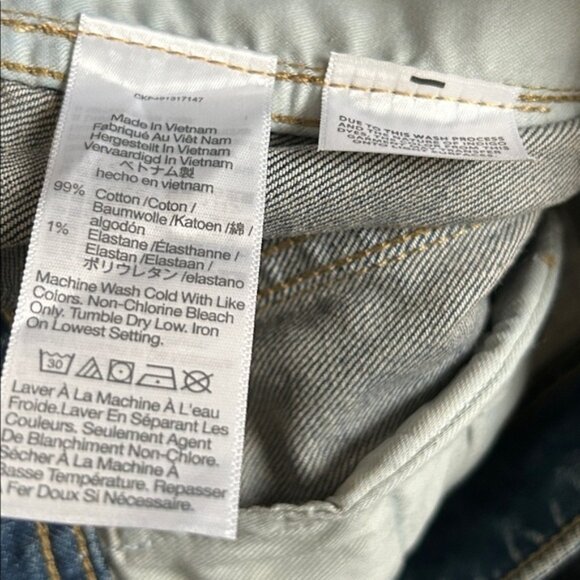 Made In Vietnam
Fabriqué Au Viêt Nam
Hergestellt In Vietnam
Vervaardigd In Vietnam
ベトナム製
hecho en vietnam
99% Cotton /Coton /
Baumwolle /Katoen /綿 /
algodón
1% Elastane /Élasthanne /
Elastan /Elastaan /
ポリウレタン /elastano
Machine Wash Cold With Like
Colors. Non-Chlorine Bleach
Only. Tumble Dry Low. Iron
On Lowest Setting.
30
Laver À La Machine À L'eau
Froide.Laver En Séparant Les
Couleurs. Seulement Agent
De Blanchiment Non-Chlore.
Sécher À La Machine À
Basse Température. Repasser
Fer Doux Si Nécessaire.
DUE TO THIS WASH PROCESS